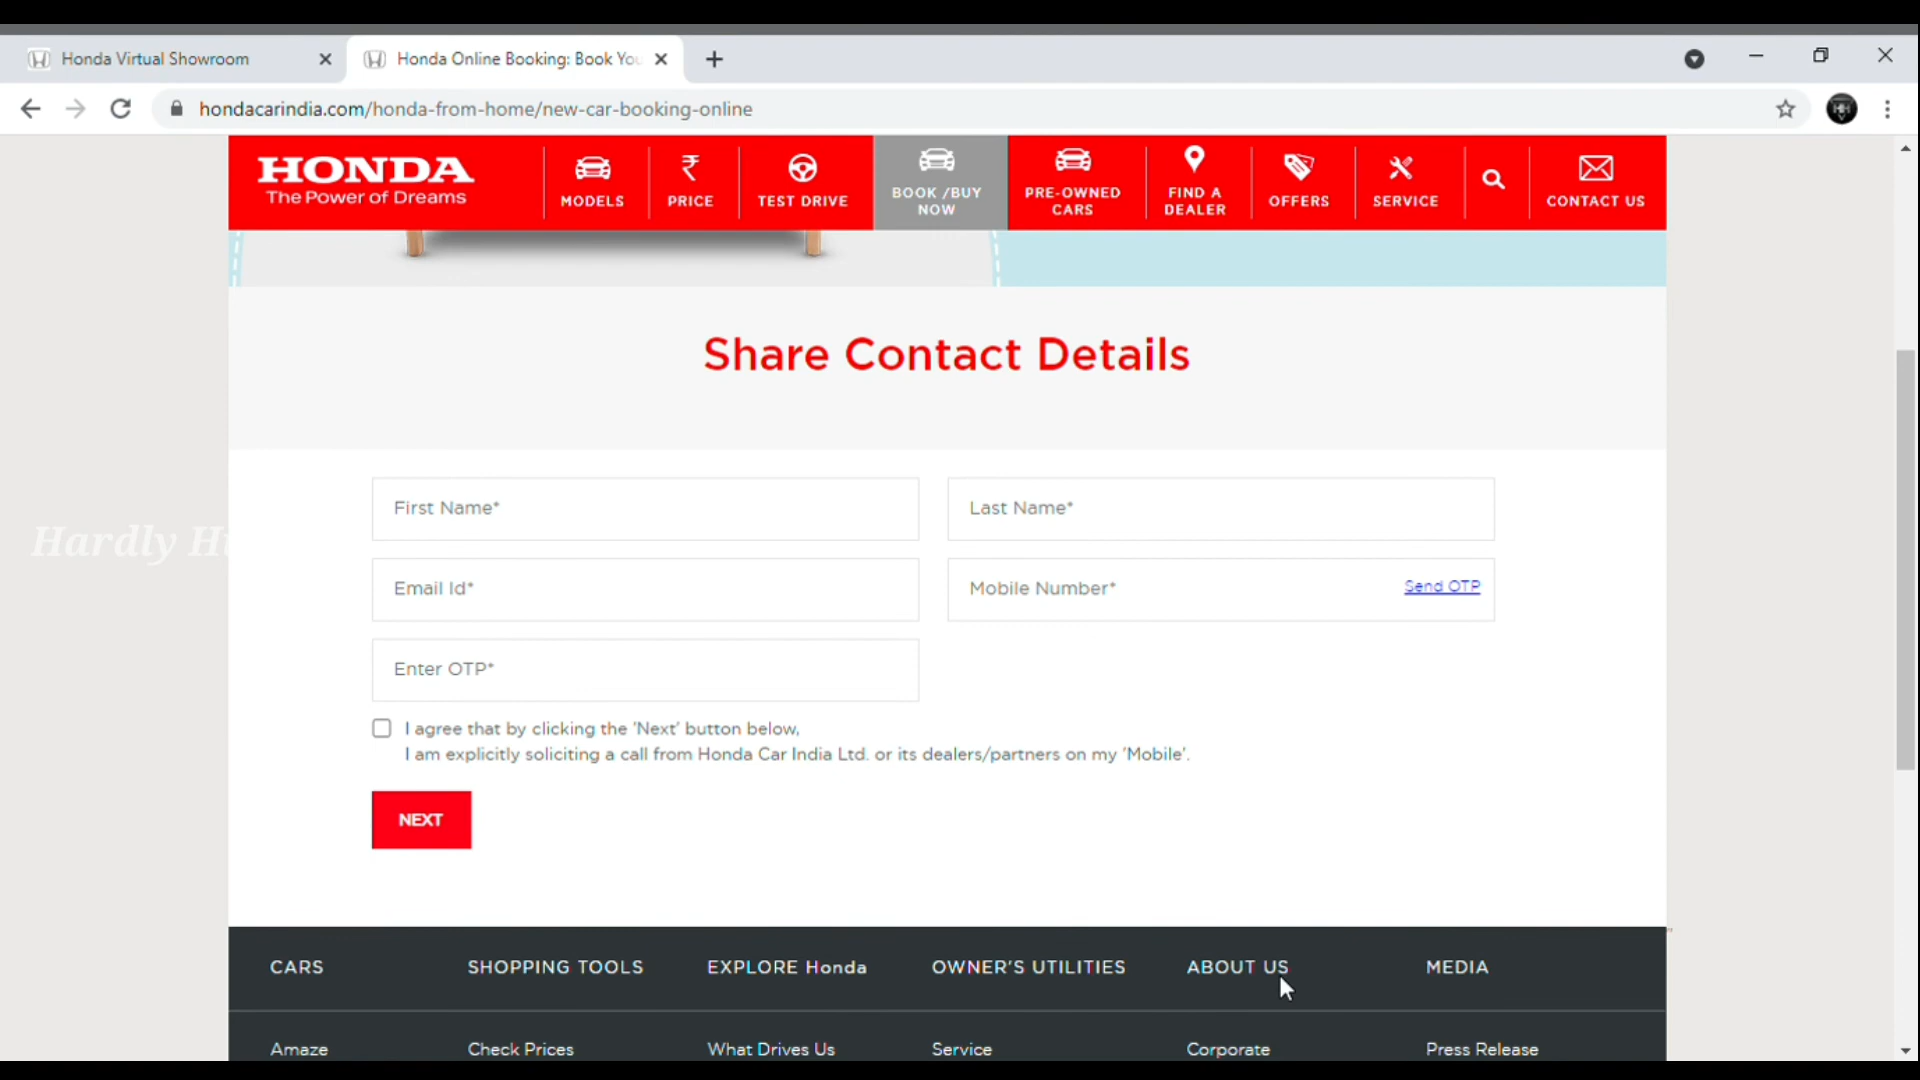 Honda Virtual Showroom
Honda Online Booking: Book You
hondacarindia.com/honda-from-home/new-car-booking-online
HONDA
The Power of Dreams
MODELS
PRICE
TEST DRIVE
BOOK /BUY
NOW
PRE-OWNED
CARS
FIND A
DEALER
OFFERS
SERVICE
CONTACT US
Share Contact Details
First Name*
Last Name*
Hardly
Email Id*
Mobile Number*
Send OTP
Enter OTP*
I agree that by clicking the 'Next' button below,
I am explicitly soliciting a call from Honda Car India Ltd. or its dealers/partners on my 'Mobile'.
NEXT
CARS
SHOPPING TOOLS
EXPLORE Honda
OWNER'S UTILITIES
ABOUT US
MEDIA
Amaze
Check Prices
What Drives Us
Service
Corporate
Press Release